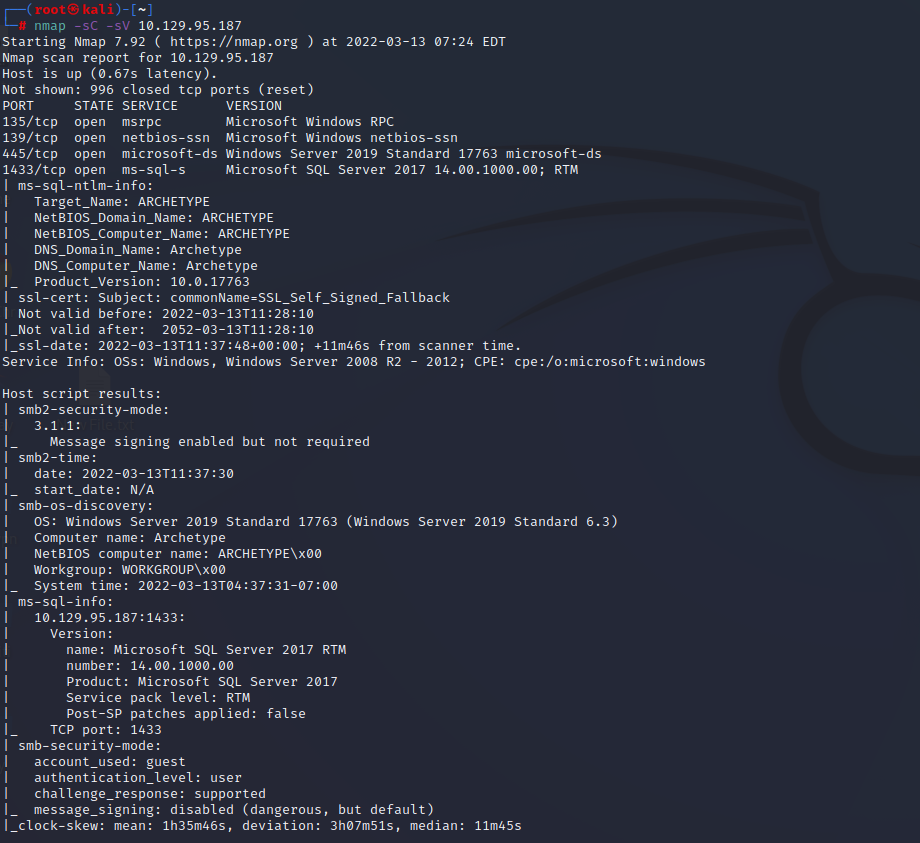 ┌──(root㉿kali)-[~]
└─# nmap -sC -sV 10.129.95.187
Starting Nmap 7.92 ( https://nmap.org ) at 2022-03-13 07:24 EDT
Nmap scan report for 10.129.95.187
Host is up (0.67s latency).
Not shown: 996 closed tcp ports (reset)
PORT     STATE SERVICE      VERSION
135/tcp  open  msrpc        Microsoft Windows RPC
139/tcp  open  netbios-ssn  Microsoft Windows netbios-ssn
445/tcp  open  microsoft-ds Windows Server 2019 Standard 17763 microsoft-ds
1433/tcp open  ms-sql-s     Microsoft SQL Server 2017 14.00.1000.00; RTM
| ms-sql-ntlm-info:
|   Target_Name: ARCHETYPE
|   NetBIOS_Domain_Name: ARCHETYPE
|   NetBIOS_Computer_Name: ARCHETYPE
|   DNS_Domain_Name: Archetype
|   DNS_Computer_Name: Archetype
|_  Product_Version: 10.0.17763
| ssl-cert: Subject: commonName=SSL_Self_Signed_Fallback
| Not valid before: 2022-03-13T11:28:10
|_Not valid after:  2052-03-13T11:28:10
|_ssl-date: 2022-03-13T11:37:48+00:00; +11m46s from scanner time.
Service Info: OSs: Windows, Windows Server 2008 R2 - 2012; CPE: cpe:/o:microsoft:windows

Host script results:
| smb2-security-mode:
|   3.1.1:
|_    Message signing enabled but not required
| smb2-time:
|   date: 2022-03-13T11:37:30
|_  start_date: N/A
| smb-os-discovery:
|   OS: Windows Server 2019 Standard 17763 (Windows Server 2019 Standard 6.3)
|   Computer name: Archetype
|   NetBIOS computer name: ARCHETYPE\x00
|   Workgroup: WORKGROUP\x00
|_  System time: 2022-03-13T04:37:31-07:00
| ms-sql-info:
|   10.129.95.187:1433:
|     Version:
|       name: Microsoft SQL Server 2017 RTM
|       number: 14.00.1000.00
|       Product: Microsoft SQL Server 2017
|       Service pack level: RTM
|       Post-SP patches applied: false
|_    TCP port: 1433
| smb-security-mode:
|   account_used: guest
|   authentication_level: user
|   challenge_response: supported
|_  message_signing: disabled (dangerous, but default)
|_clock-skew: mean: 1h35m46s, deviation: 3h07m51s, median: 11m45s